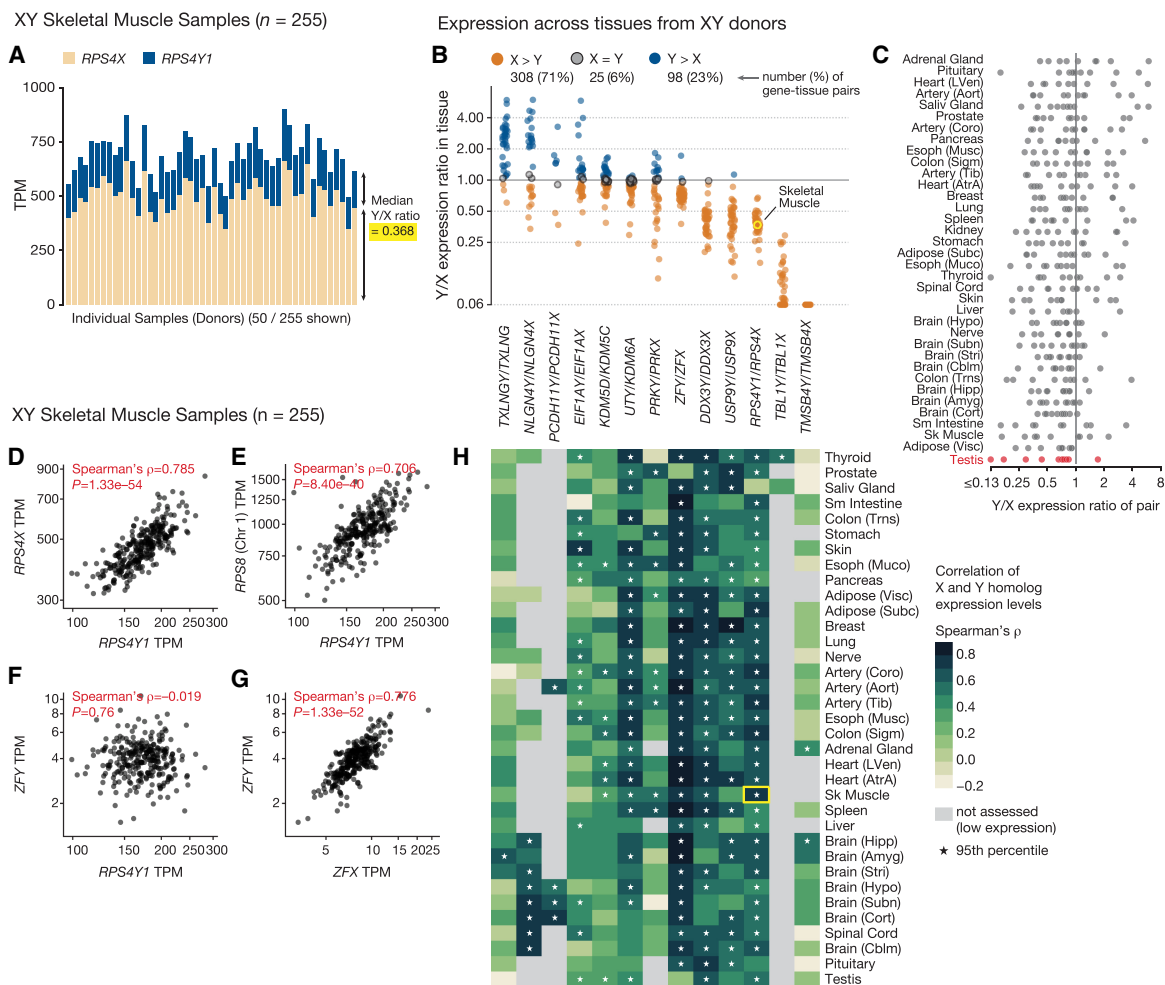 XY Skeletal Muscle Samples (n = 255)
A
RPS4X
RPS4Y1
1000
750
500
250
0
TPM
Median
Y/X ratio
= 0.368
Individual Samples (Donors) (50 / 255 shown)
Expression across tissues from XY donors
B
X > Y
X = Y
Y > X
308 (71%)
25 (6%)
98 (23%)
number (%) of
gene-tissue pairs
Y/X expression ratio in tissue
4.00
2.00
1.00
0.50
0.25
0.06
Skeletal
Muscle
TXLNGY/TXLNG
NLGN4Y/NLGN4X
PCDH11Y/PCDH11X
EIF1AY/EIF1AX
KDM5D/KDM5C
UTY/KDM6A
PRKY/PRKX
ZFY/ZFX
DDX3Y/DDX3X
USP9Y/USP9X
RPS4Y1/RPS4X
TBL1Y/TBL1X
TMSB4Y/TMSB4X
C
Adrenal Gland
Pituitary
Heart (LVen)
Artery (Aort)
Saliv Gland
Prostate
Artery (Coro)
Pancreas
Esoph (Musc)
Colon (Sigm)
Artery (Tib)
Heart (AtrA)
Breast
Lung
Spleen
Kidney
Stomach
Adipose (Subc)
Esoph (Muco)
Thyroid
Spinal Cord
Skin
Liver
Brain (Hypo)
Nerve
Brain (Subn)
Brain (Stri)
Brain (Cblm)
Colon (Trns)
Brain (Hipp)
Brain (Amyg)
Brain (Cort)
Sm Intestine
Sk Muscle
Adipose (Visc)
Testis
≤0.13 0.25 0.5 1 2 4 8
Y/X expression ratio of pair
XY Skeletal Muscle Samples (n = 255)
D
Spearman's ρ=0.785
P=1.33e–54
900
700
500
300
RPS4X TPM
100 150 200 250 300
RPS4Y1 TPM
E
Spearman's ρ=0.706
P=8.40e–40
1500
1250
1000
750
500
RPS8 (Chr 1) TPM
100 150 200 250 300
RPS4Y1 TPM
F
Spearman's ρ=−0.019
P=0.76
10
8
6
4
2
ZFY TPM
100 150 200 250 300
RPS4Y1 TPM
G
Spearman's ρ=0.776
P=1.33e–52
10
8
6
4
2
ZFY TPM
5 10 15 20 25
ZFX TPM
H
Thyroid
Prostate
Saliv Gland
Sm Intestine
Colon (Trns)
Stomach
Skin
Esoph (Muco)
Pancreas
Adipose (Visc)
Adipose (Subc)
Breast
Lung
Nerve
Artery (Coro)
Artery (Aort)
Artery (Tib)
Esoph (Musc)
Colon (Sigm)
Adrenal Gland
Heart (LVen)
Heart (AtrA)
Sk Muscle
Spleen
Liver
Brain (Hipp)
Brain (Amyg)
Brain (Stri)
Brain (Hypo)
Brain (Subn)
Brain (Cort)
Spinal Cord
Brain (Cblm)
Pituitary
Testis
Correlation of
X and Y homolog
expression levels
Spearman's ρ
0.8
0.6
0.4
0.2
0.0
−0.2
not assessed
(low expression)
★ 95th percentile